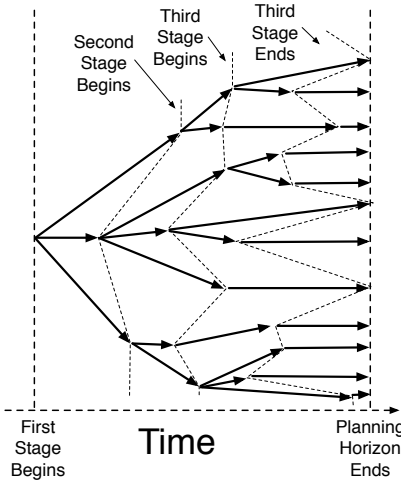 Third
Stage
Ends
Third
Stage
Begins
Second
Stage
Begins
First
Stage
Begins
Time
Planning
Horizon
Ends